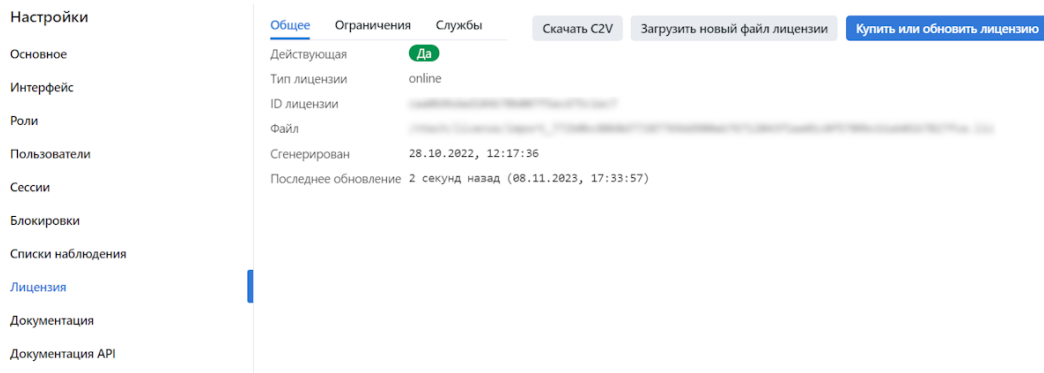 Настройки
Основное
Интерфейс
Роли
Пользователи
Сессии
Блокировки
Списки наблюдения
Лицензия
Документация
Документация API
Общее Ограничения Службы Скачать C2V Загрузить новый файл лицензии Купить или обновить лицензию
Действующая Да
Тип лицензии online
ID лицензии
Файл
Сгенерирован 28.10.2022, 12:17:36
Последнее обновление 2 секунд назад (08.11.2023, 17:33:57)